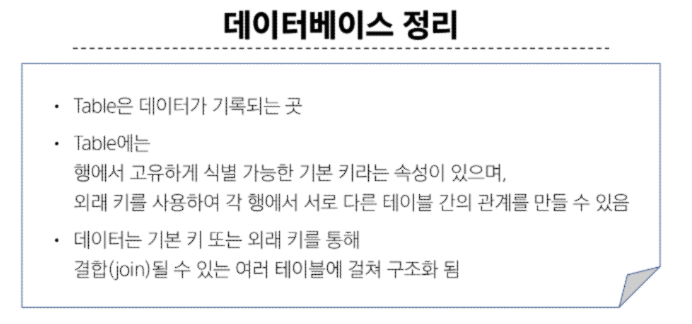 데이터베이스 정리
• Table은 데이터가 기록되는 곳
• Table에는
행에서 고유하게 식별 가능한 기본 키라는 속성이 있으며,
외래 키를 사용하여 각 행에서 서로 다른 테이블 간의 관계를 만들 수 있음
• 데이터는 기본 키 또는 외래 키를 통해
결합(join)될 수 있는 여러 테이블에 걸쳐 구조화 됨